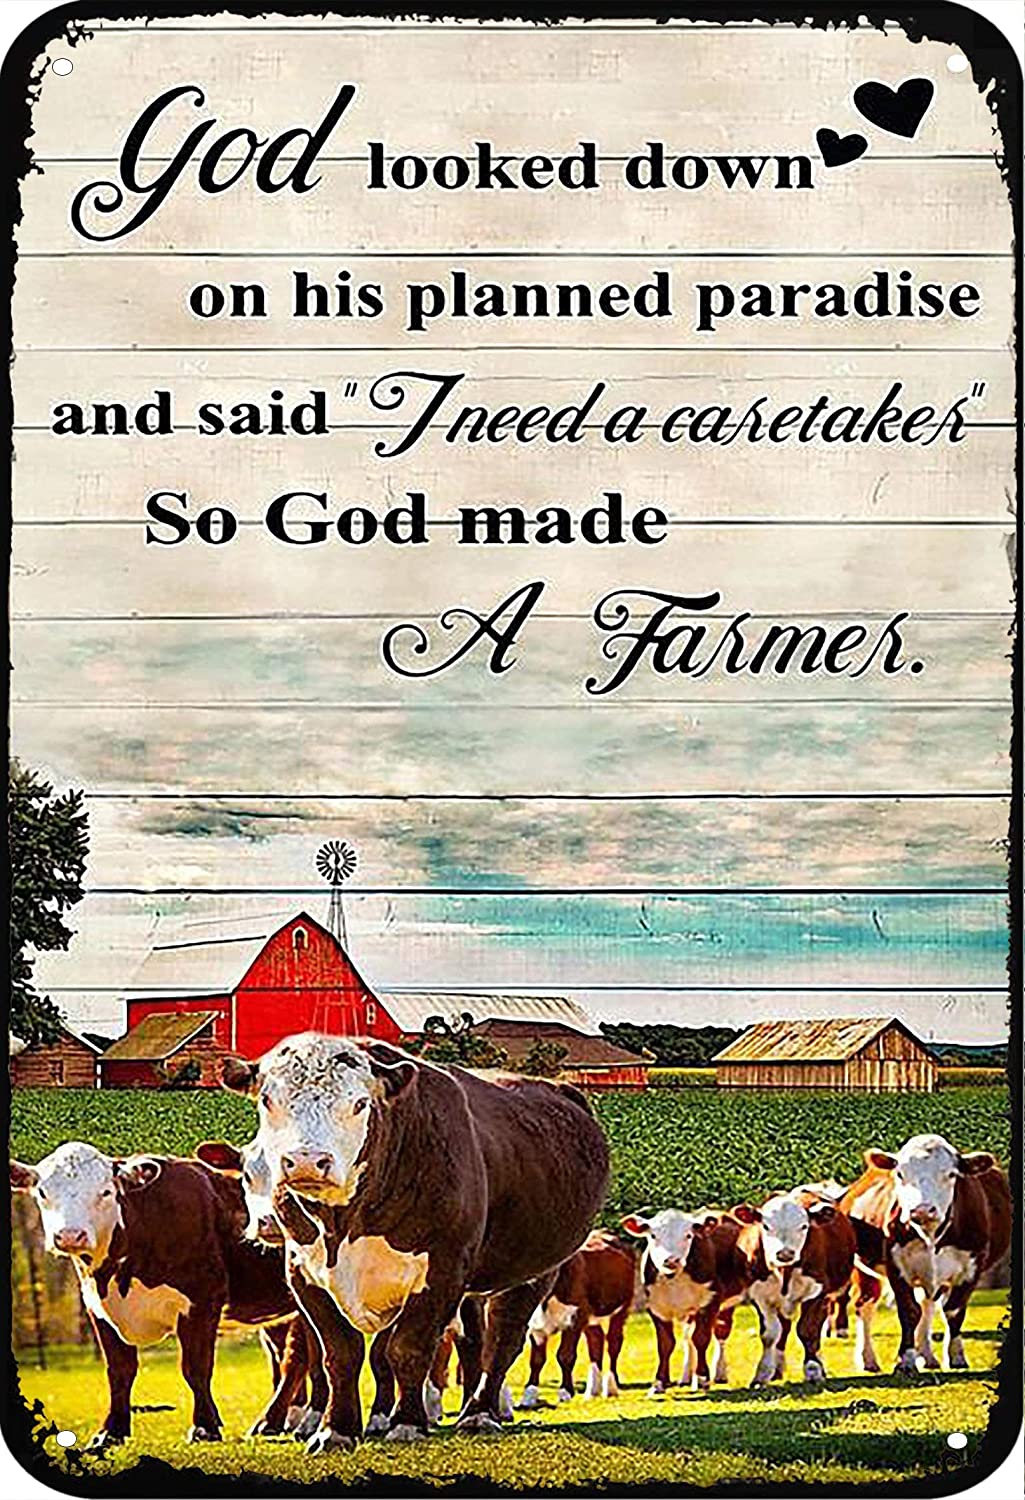 God looked down
on his planned paradise
and said "I need a caretaker"
So God made
A Farmer.